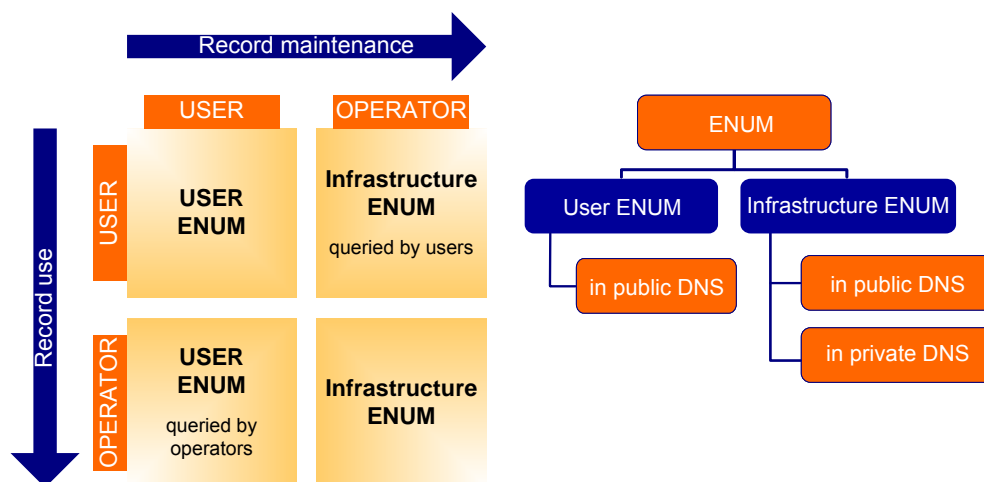 Record maintenance
USER
OPERATOR
Record use
USER
USER
ENUM
Infrastructure
ENUM
queried by users
OPERATOR
USER
ENUM
queried by
operators
Infrastructure
ENUM
ENUM
User ENUM
Infrastructure ENUM
in public DNS
in public DNS
in private DNS